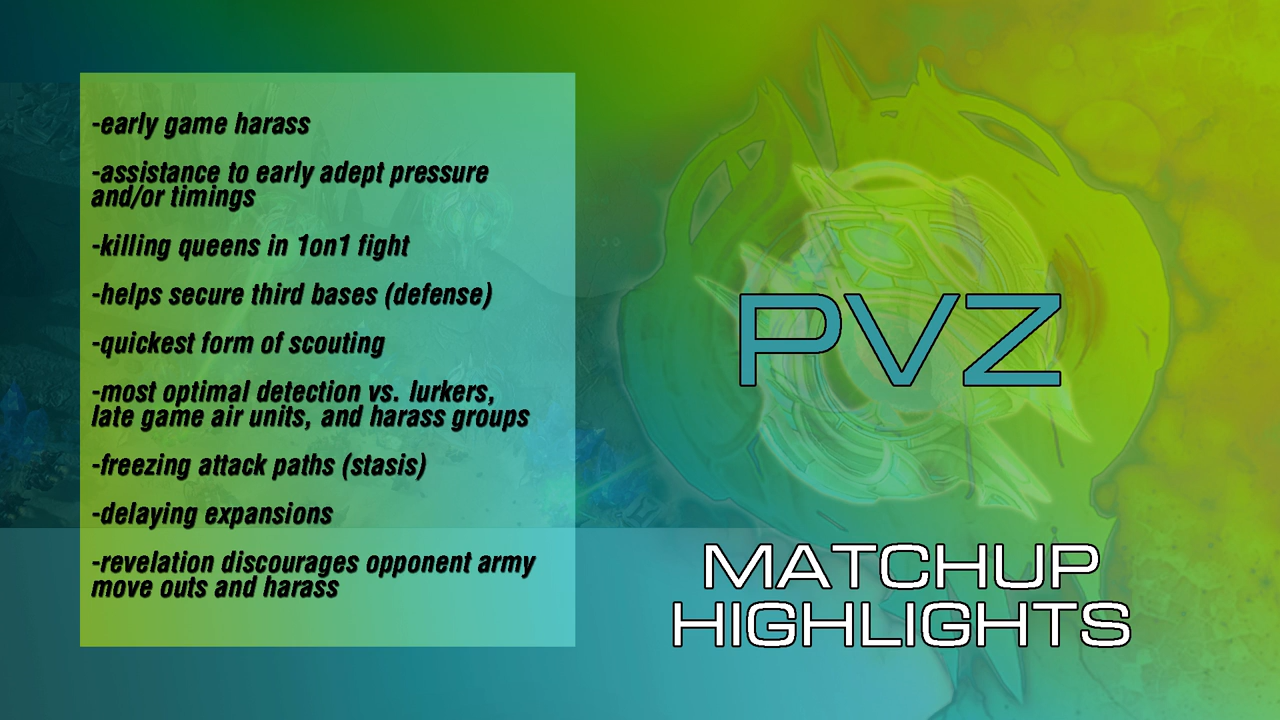 -early game harass
-assistance to early adept pressure
and/or timings
-killing queens in 1on1 fight
-helps secure third bases (defense)
-quickest form of scouting
-most optimal detection vs. lurkers,
late game air units, and harass groups
-freezing attack paths (stasis)
-delaying expansions
-revelation discourages opponent army
move outs and harass
PVZ
MATCHUP
HIGHLIGHTS